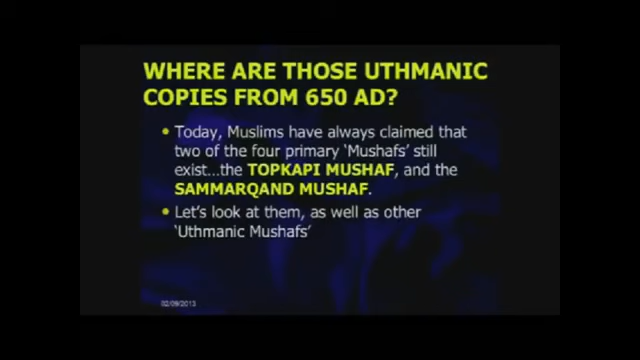 WHERE ARE THOSE UTHMANIC
COPIES FROM 650 AD?
• Today, Muslims have always claimed that
two of the four primary ‘Mushafs’ still
exist…the TOPKAPI MUSHAF, and the
SAMMARQAND MUSHAF.
• Let’s look at them, as well as other
‘Uthmanic Mushafs’
02/09/2013